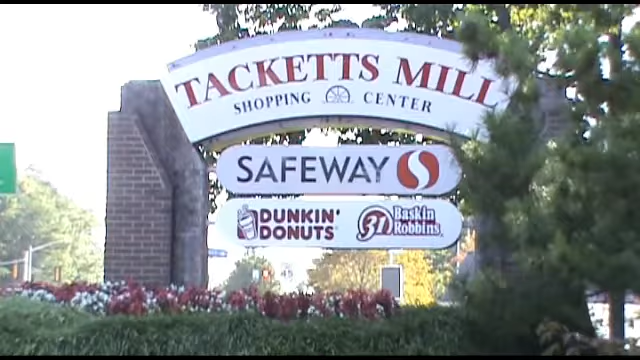 TACKETTS MILL
SHOPPING CENTER
SAFEWAY S
DUNKIN' DONUTS
31 Baskin Robbins